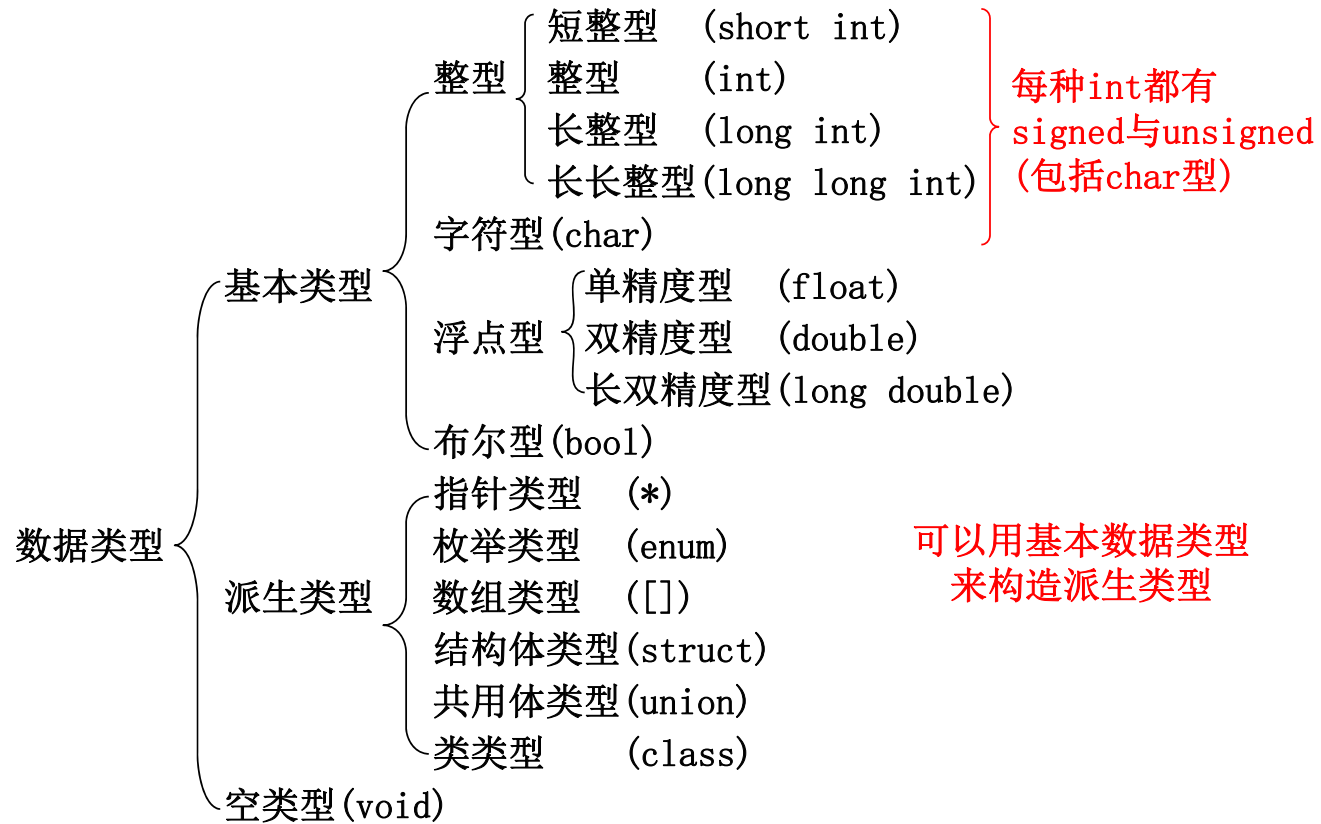 短整型 (short int)
整型
整型 (int)
长整型 (long int)
长长整型(long long int)
每种int都有
signed与unsigned
(包括char型)
字符型(char)
基本类型
单精度型 (float)
浮点型
双精度型 (double)
长双精度型(long double)
布尔型(bool)
数据类型
指针类型 (*)
枚举类型 (enum)
派生类型
数组类型 ([])
结构体类型(struct)
共用体类型(union)
类类型 (class)
可以用基本数据类型
来构造派生类型
空类型(void)